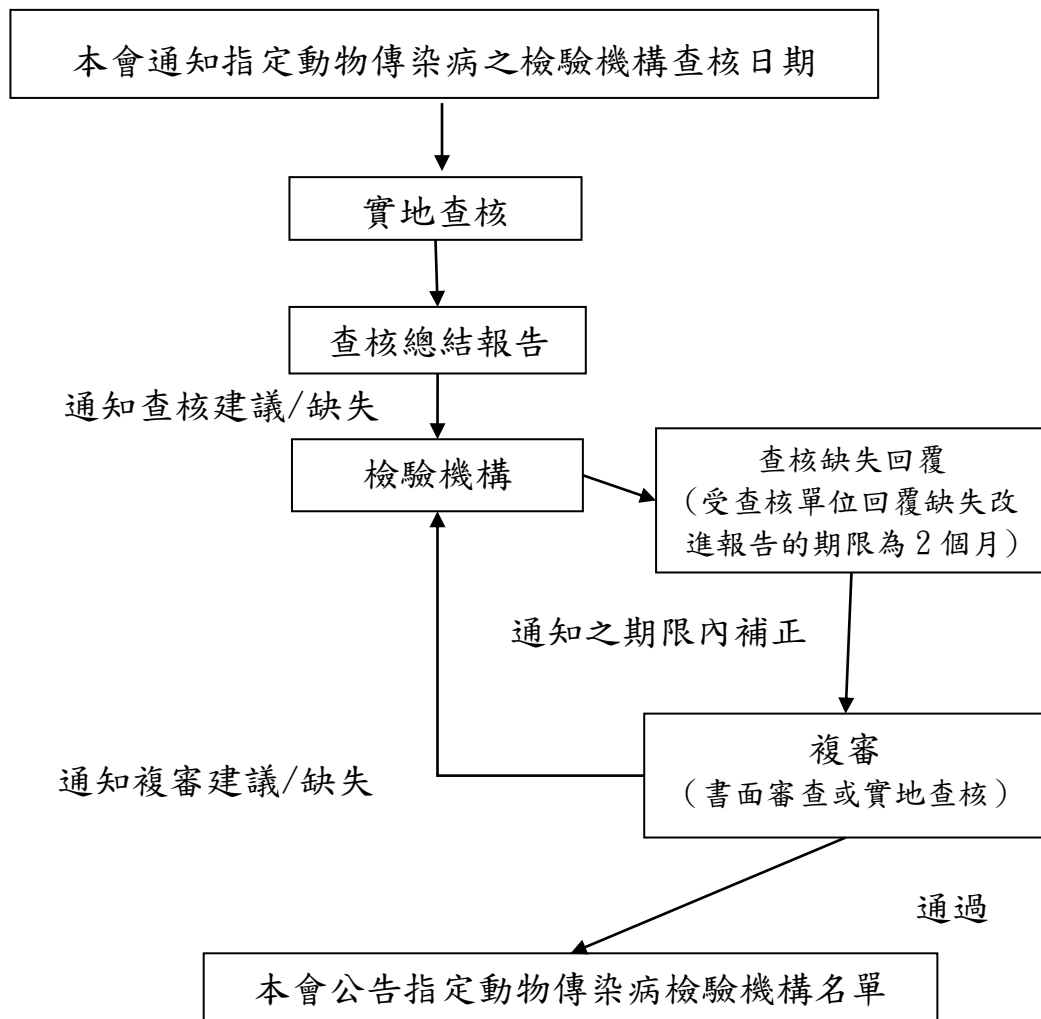 本會通知指定動物傳染病之檢驗機構查核日期
實地查核
查核總結報告
通知查核建議/缺失
檢驗機構
查核缺失回覆
(受查核單位回覆缺失改
進報告的期限為 2 個月)
通知之期限內補正
複審
(書面審查或實地查核)
通知複審建議/缺失
通過
本會公告指定動物傳染病檢驗機構名單